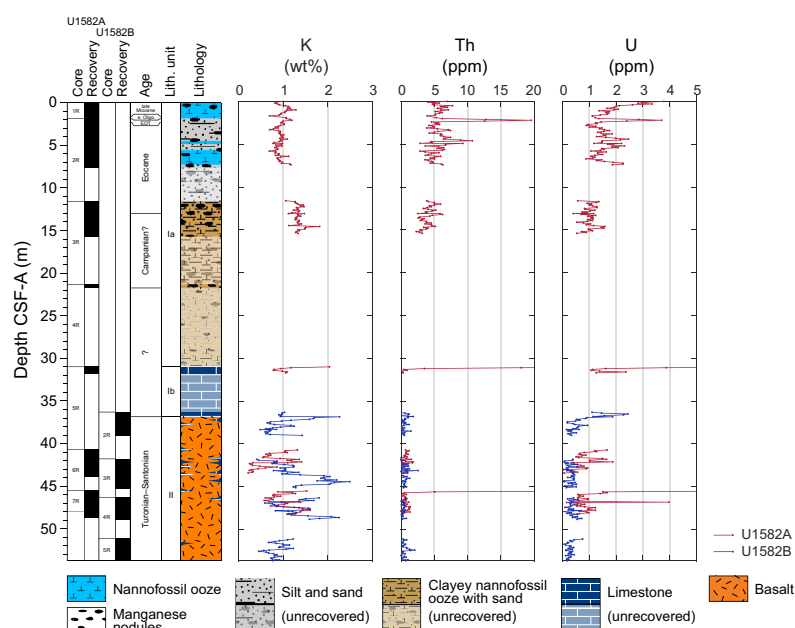 U1582A
U1582B
Core
Recovery
Core
Recovery
Age
Lith. unit
Lithology
K
(wt%)
Th
(ppm)
U
(ppm)
0 1 2 3
0 5 10 15 20
0 1 2 3 4 5
Depth CSF-A (m)
0
5
10
15
20
25
30
35
40
45
50
1R
2R
3R
4R
5R
6R
7R
2R
3R
4R
5R
late
Miocene
e. Oligo
EOT
Eocene
Campanian?
?
Turonian–Santonian
Ia
Ib
II
U1582A
U1582B
Nannofossil ooze
Manganese
nodules
Silt and sand
(unrecovered)
Clayey nannofossil
ooze with sand
(unrecovered)
Limestone
(unrecovered)
Basalt